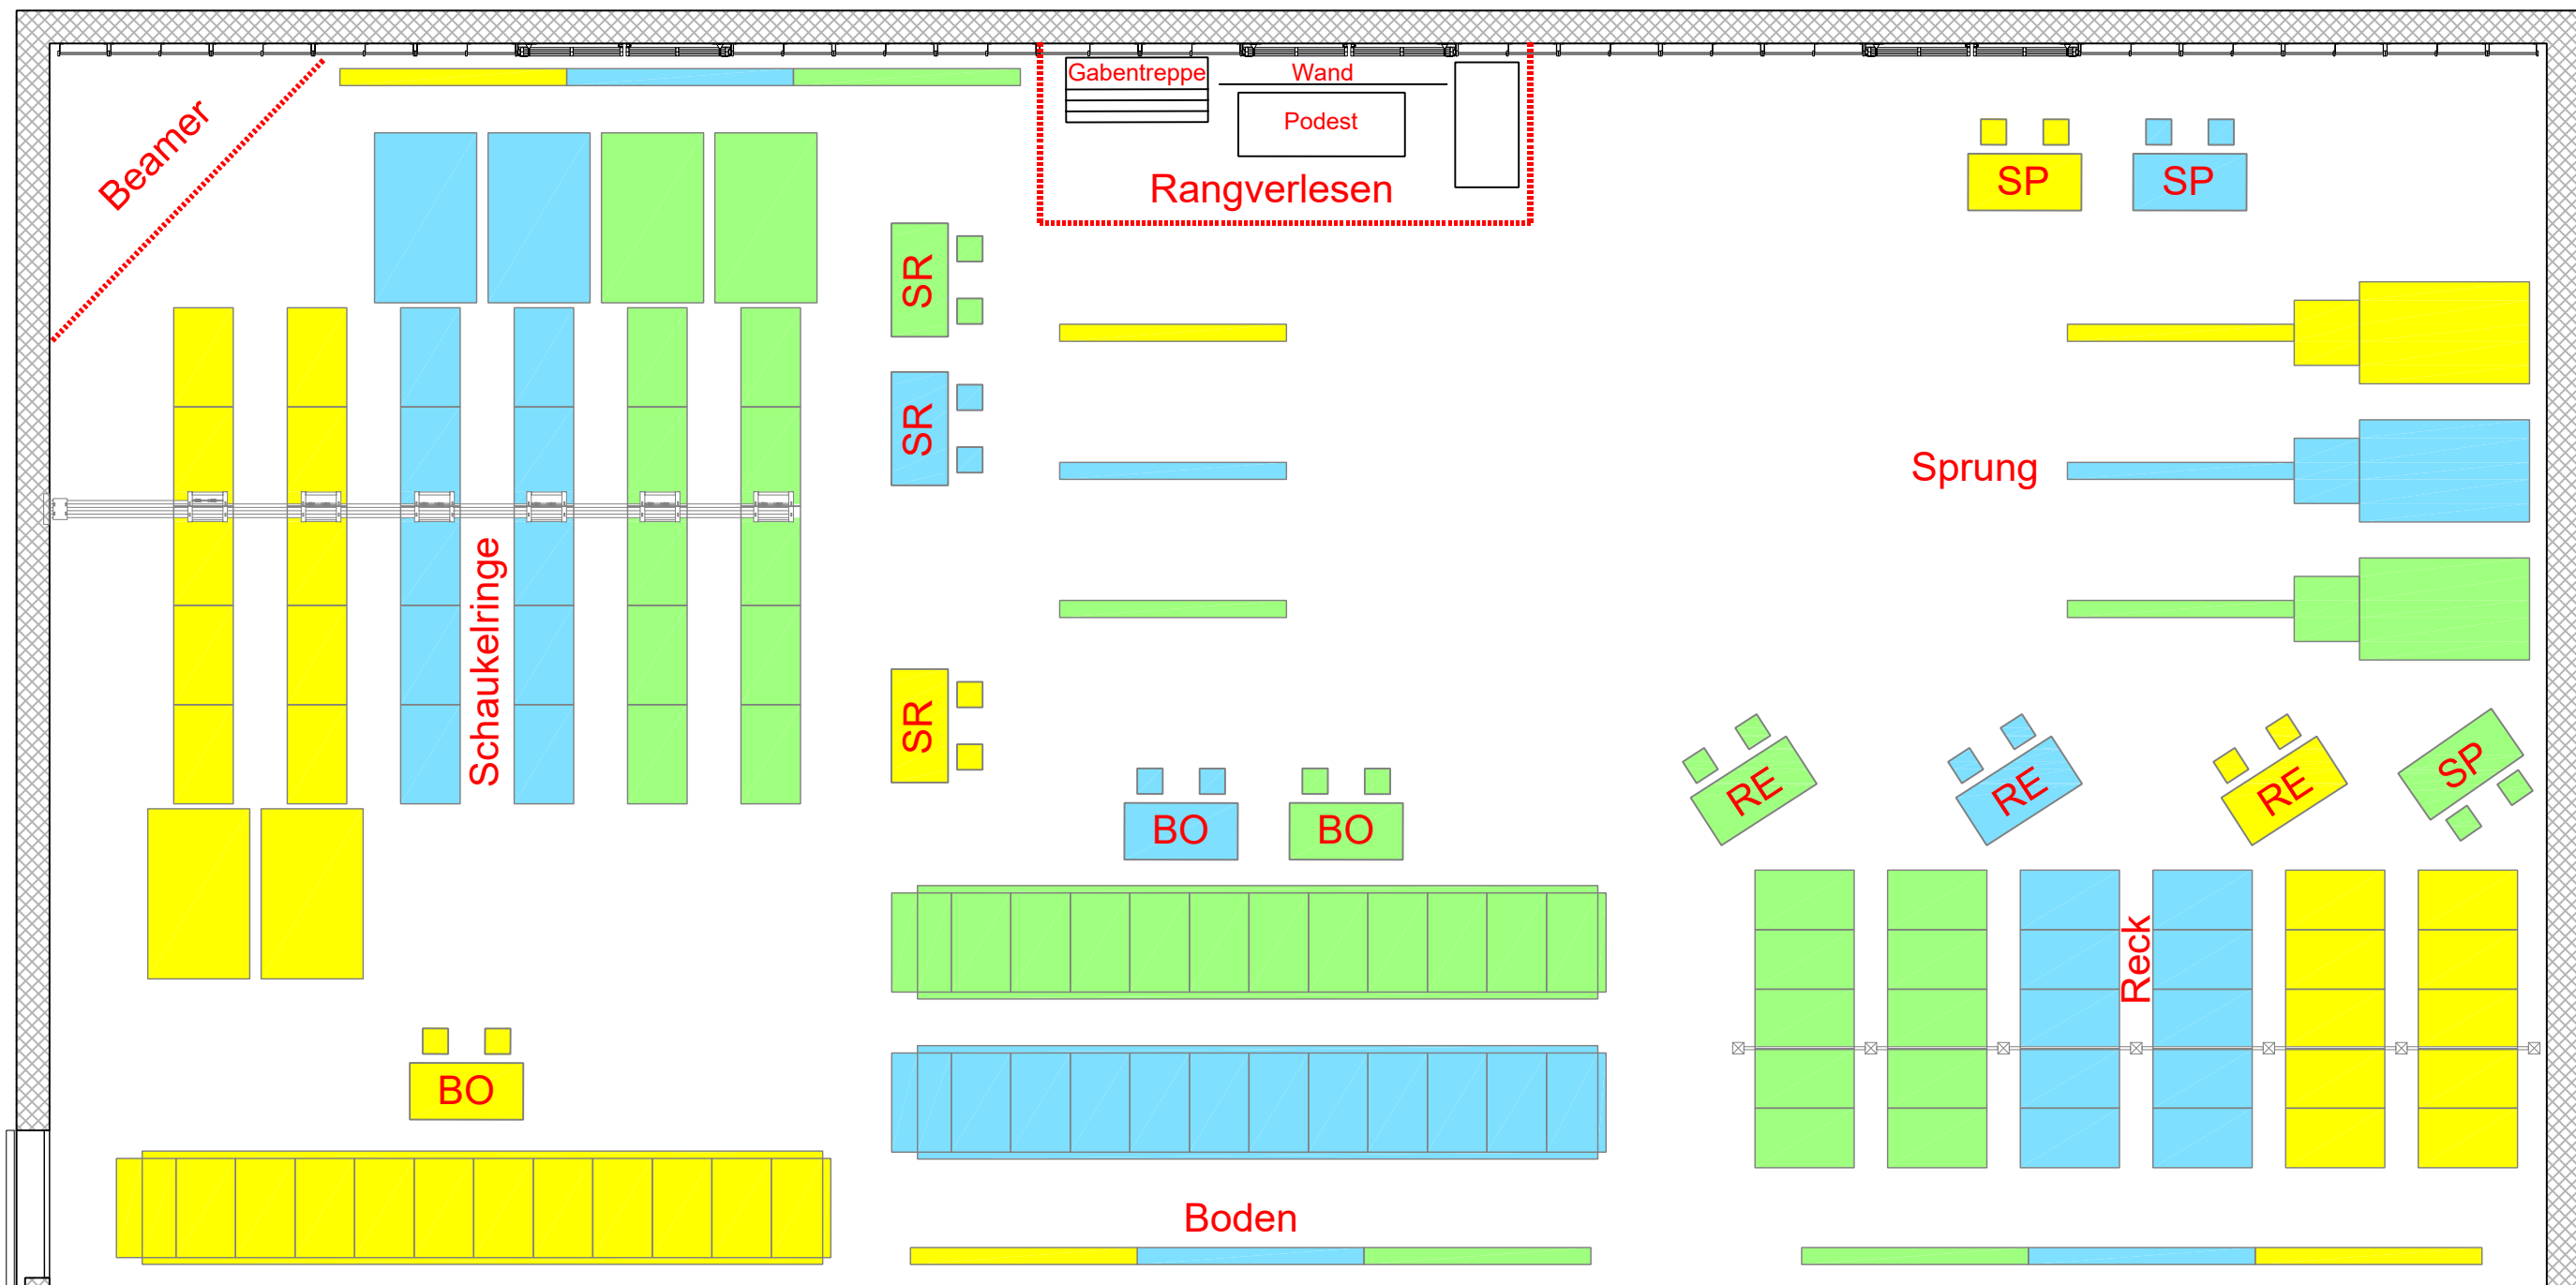 Gabentreppe
Wand
Podest
Rangverlesen
Beamer
SP
SP
SR
SR
Sprung
Schaukelringe
SR
BO
BO
RE
RE
RE
SP
Reck
BO
Boden